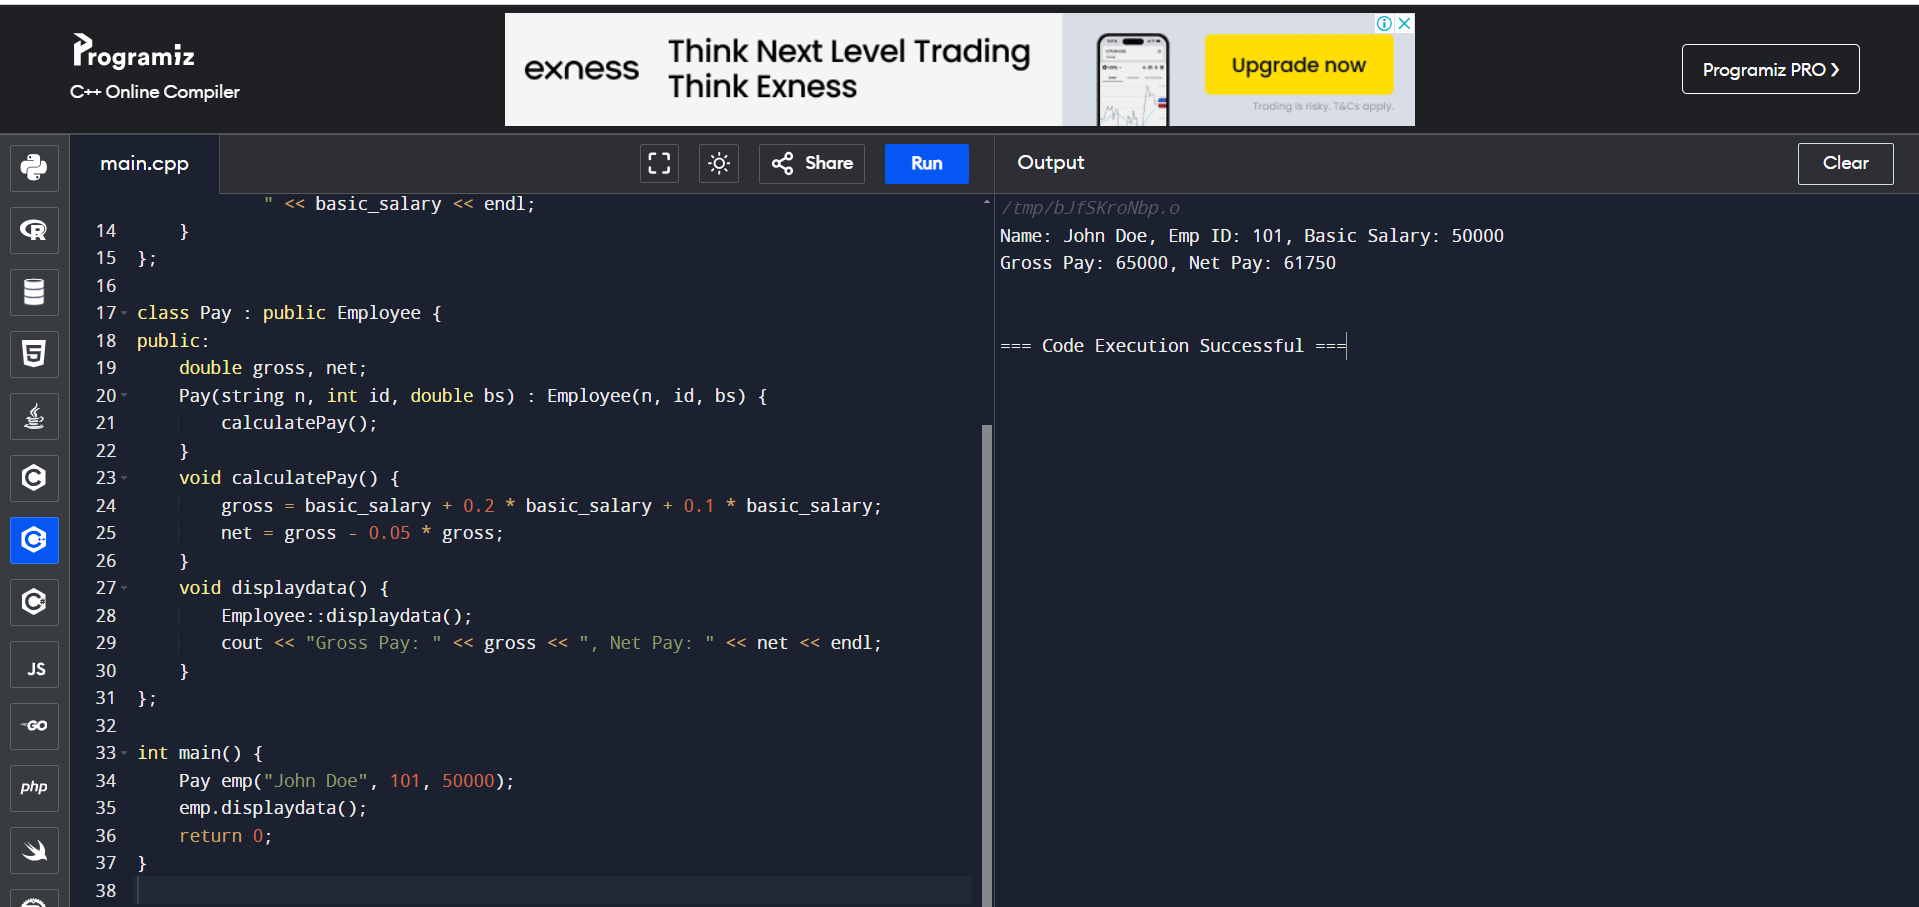 Programiz
C++ Online Compiler
exness
Think Next Level Trading
Think Exness
Upgrade now
Trading is risky. T&Cs apply.
Programiz PRO ❯
main.cpp
Share
Run
Output
Clear
" << basic_salary << endl;
14     }
15 };
16
17 class Pay : public Employee {
18 public:
19     double gross, net;
20     Pay(string n, int id, double bs) : Employee(n, id, bs) {
21         calculatePay();
22     }
23     void calculatePay() {
24         gross = basic_salary + 0.2 * basic_salary + 0.1 * basic_salary;
25         net = gross - 0.05 * gross;
26     }
27     void displaydata() {
28         Employee::displaydata();
29         cout << "Gross Pay: " << gross << ", Net Pay: " << net << endl;
30     }
31 };
32
33 int main() {
34     Pay emp("John Doe", 101, 50000);
35     emp.displaydata();
36     return 0;
37 }
38
/tmp/bJfSKroNbp.o
Name: John Doe, Emp ID: 101, Basic Salary: 50000
Gross Pay: 65000, Net Pay: 61750
=== Code Execution Successful ===
R
5
C
C++
C#
JS
GO
php